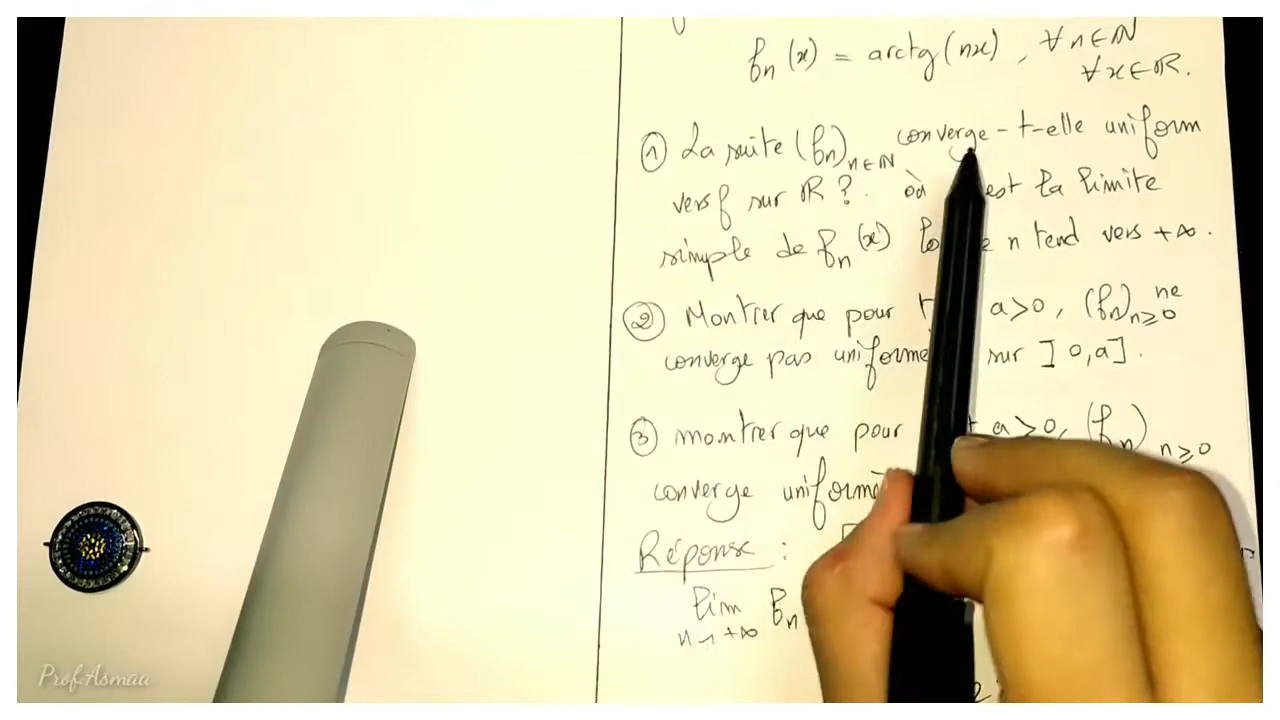 fn(x) = arctg(nx), ∀n∈ℕ
∀x∈ℝ.
① La suite (fn)n∈ℕ converge-t-elle uniform
vers f sur ℝ ? où est la limite
simple de fn(x) n tend vers +∞.
② Montrer que pour a>0, (fn)n≥0 ne
converge pas sur ]0,a].
③ montrer que pour a>0, (fn)n≥0
converge
Réponse :
lim fn
n→+∞
Prof.Asmaa